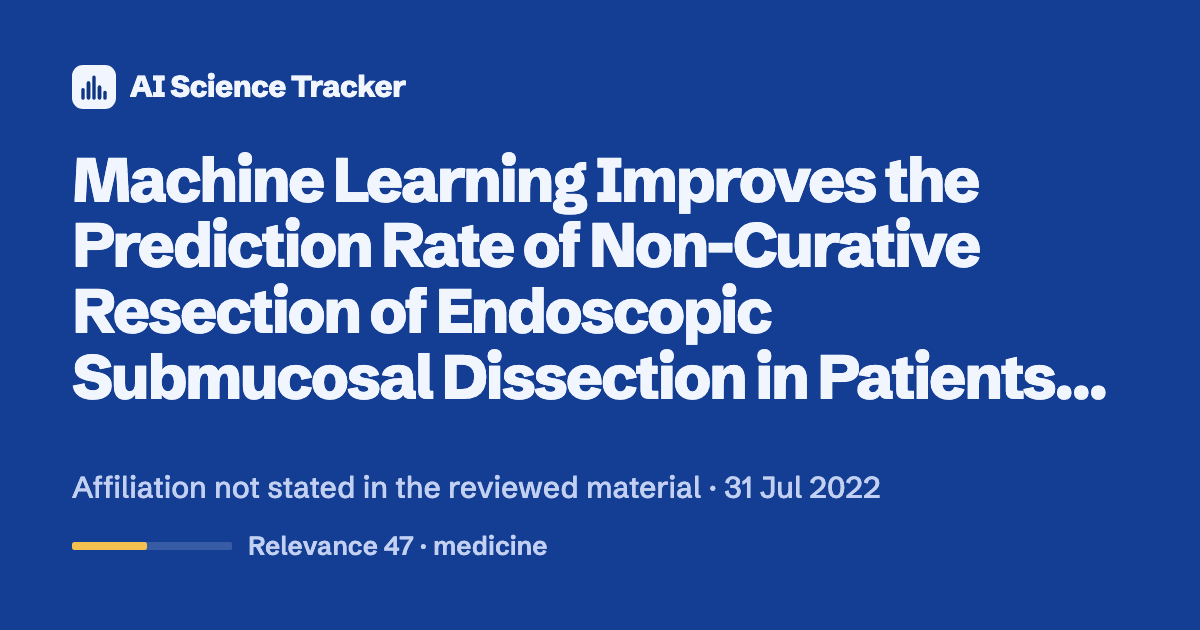 AI Science Tracker
Machine Learning Improves the
Prediction Rate of Non-Curative
Resection of Endoscopic
Submucosal Dissection in Patients...
Affiliation not stated in the reviewed material · 31 Jul 2022
Relevance 47 · medicine